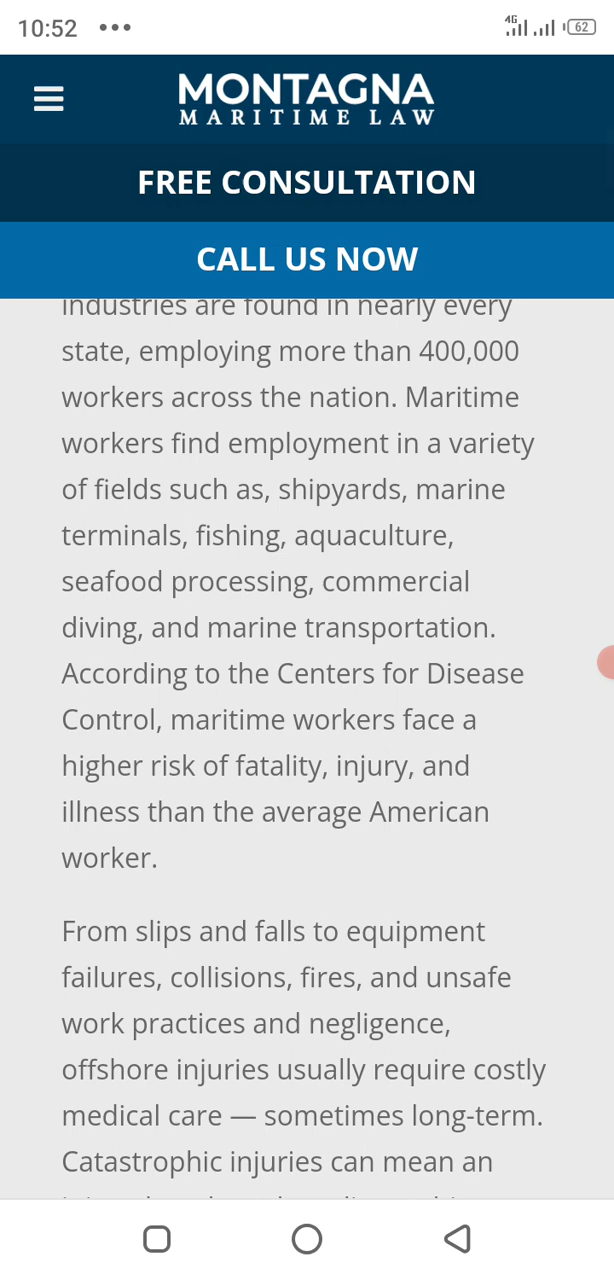 10:52 •••
4G 62
MONTAGNA
MARITIME LAW
FREE CONSULTATION
CALL US NOW
industries are found in nearly every
state, employing more than 400,000
workers across the nation. Maritime
workers find employment in a variety
of fields such as, shipyards, marine
terminals, fishing, aquaculture,
seafood processing, commercial
diving, and marine transportation.
According to the Centers for Disease
Control, maritime workers face a
higher risk of fatality, injury, and
illness than the average American
worker.
From slips and falls to equipment
failures, collisions, fires, and unsafe
work practices and negligence,
offshore injuries usually require costly
medical care — sometimes long-term.
Catastrophic injuries can mean an